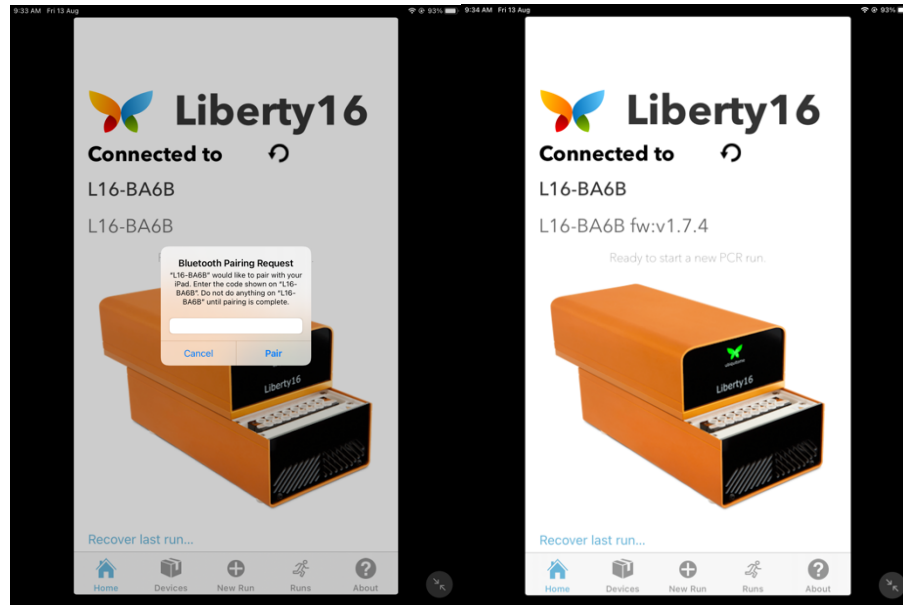 9:33 AM Fri 13 Aug
93%
Liberty16
Connected to
L16-BA6B
L16-BA6B
Bluetooth Pairing Request
"L16-BA6B" would like to pair with your
iPad. Enter the code shown on "L16-
BA6B". Do not do anything on "L16-
BA6B" until pairing is complete.
Cancel
Pair
Liberty16
Recover last run...
Home
Devices
New Run
Runs
About
9:34 AM Fri 13 Aug
93%
Liberty16
Connected to
L16-BA6B
L16-BA6B fw:v1.7.4
Ready to start a new PCR run.
Liberty16
Recover last run...
Home
Devices
New Run
Runs
About